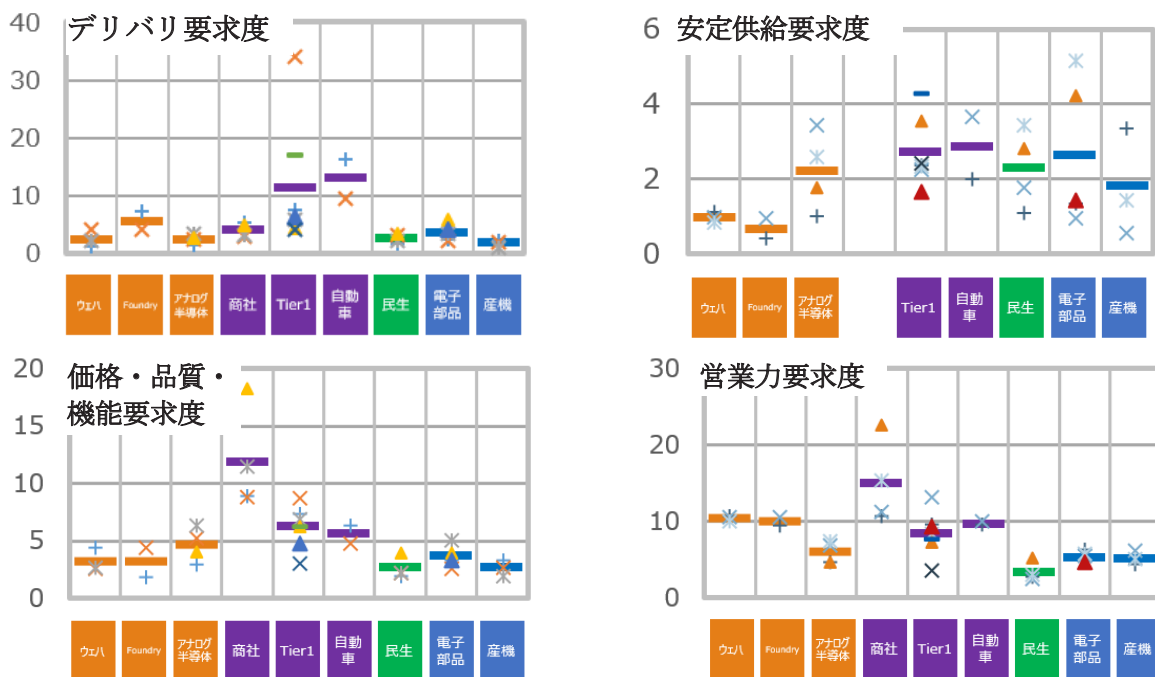 デリバリ要求度
40
30
20
10
0
ウェハ
Foundry
アナログ
半導体
商社
Tier1
自動
車
民生
電子
部品
産機
安定供給要求度
6
4
2
0
ウェハ
Foundry
アナログ
半導体
Tier1
自動
車
民生
電子
部品
産機
価格・品質・
機能要求度
20
15
10
5
0
ウェハ
Foundry
アナログ
半導体
商社
Tier1
自動
車
民生
電子
部品
産機
営業力要求度
30
20
10
0
ウェハ
Foundry
アナログ
半導体
商社
Tier1
自動
車
民生
電子
部品
産機